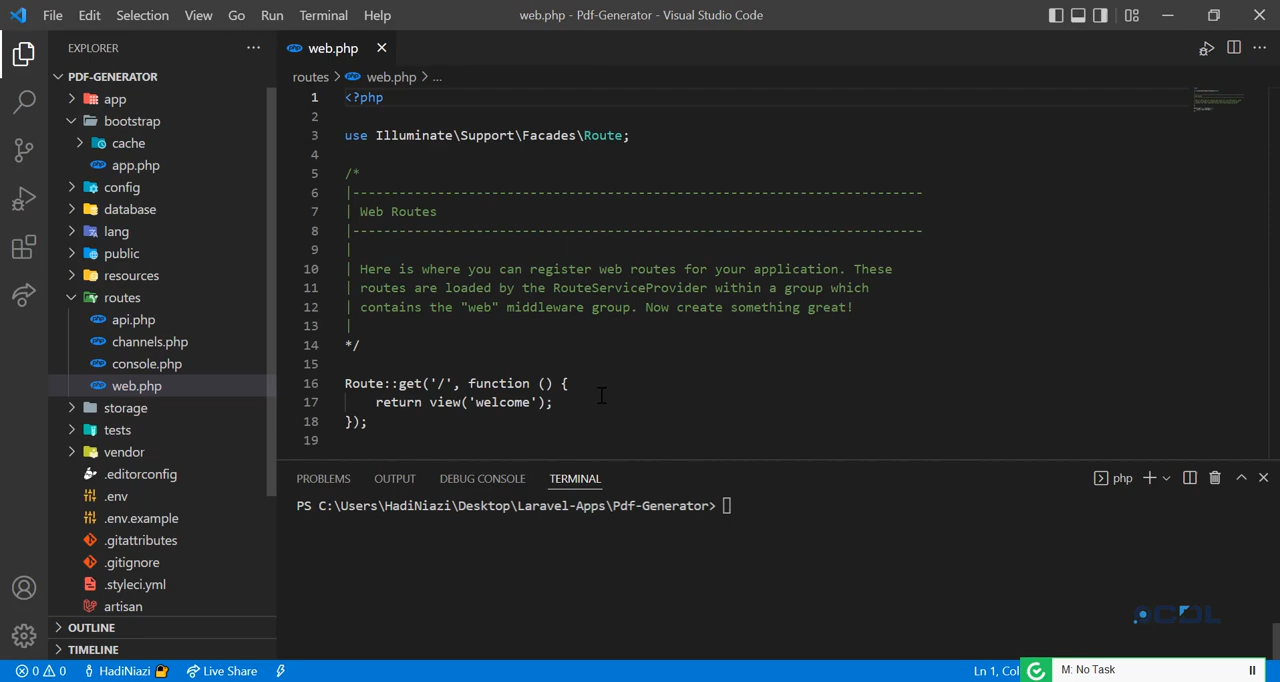 File Edit Selection View Go Run Terminal Help web.php - Pdf-Generator - Visual Studio Code
EXPLORER
PDF-GENERATOR
app
bootstrap
cache
app.php
config
database
lang
public
resources
routes
api.php
channels.php
console.php
web.php
storage
tests
vendor
.editorconfig
.env
.env.example
.gitattributes
.gitignore
.styleci.yml
artisan
OUTLINE
TIMELINE
web.php
routes > web.php > ...
1 <?php
2
3 use Illuminate\Support\Facades\Route;
4
5 /*
6 |--------------------------------------------------------------------------
7 | Web Routes
8 |--------------------------------------------------------------------------
9 |
10 | Here is where you can register web routes for your application. These
11 | routes are loaded by the RouteServiceProvider within a group which
12 | contains the "web" middleware group. Now create something great!
13 |
14 */
15
16 Route::get('/', function () {
17 return view('welcome');
18 });
19
PROBLEMS OUTPUT DEBUG CONSOLE TERMINAL php
PS C:\Users\HadiNiazi\Desktop\Laravel-Apps\Pdf-Generator>
0 0 HadiNiazi Live Share Ln 1, Col M: No Task